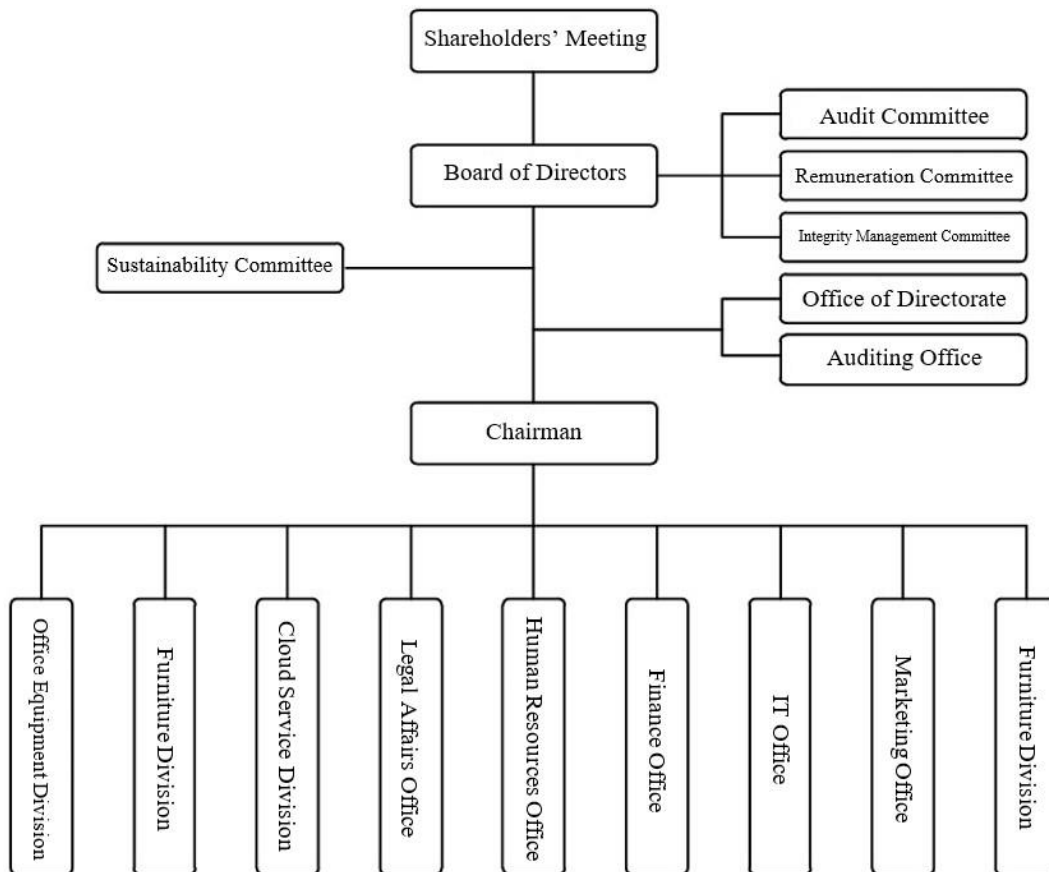 Shareholders’ Meeting
Audit Committee
Board of Directors
Remuneration Committee
Integrity Management Committee
Sustainability Committee
Office of Directorate
Auditing Office
Chairman
Office Equipment Division
Furniture Division
Cloud Service Division
Legal Affairs Office
Human Resources Office
Finance Office
IT Office
Marketing Office
Furniture Division